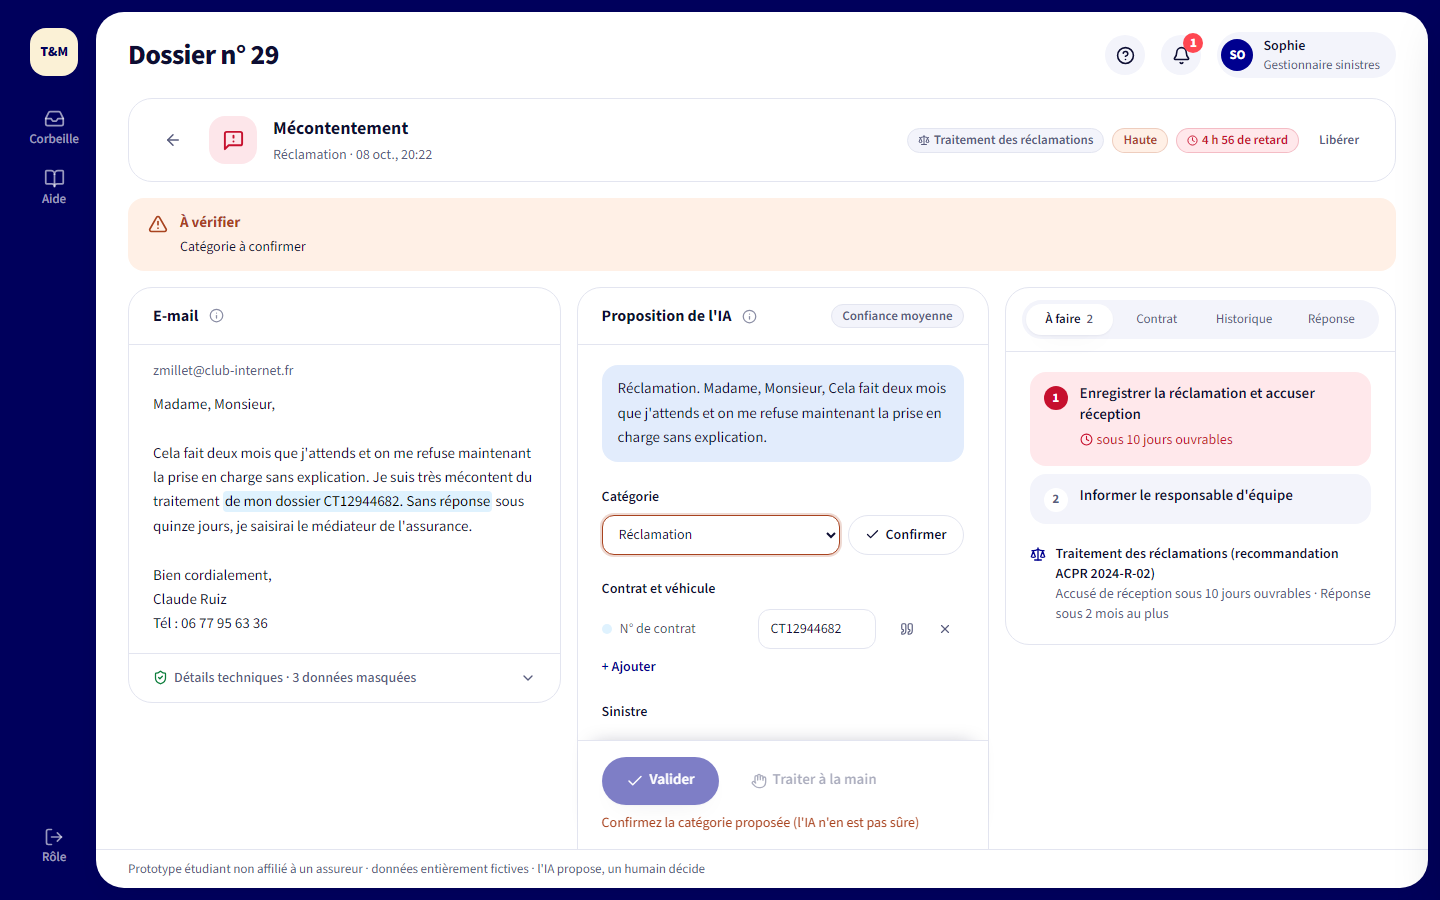 T&M
Corbeille
Aide
Rôle
Dossier n° 29
1
SO
Sophie
Gestionnaire sinistres
Mécontentement
Réclamation · 08 oct., 20:22
Traitement des réclamations
Haute
4 h 56 de retard
Libérer
À vérifier
Catégorie à confirmer
E-mail
zmillet@club-internet.fr
Madame, Monsieur,
Cela fait deux mois que j'attends et on me refuse maintenant
la prise en charge sans explication. Je suis très mécontent du
traitement de mon dossier CT12944682. Sans réponse sous
quinze jours, je saisirai le médiateur de l'assurance.
Bien cordialement,
Claude Ruiz
Tél : 06 77 95 63 36
Détails techniques · 3 données masquées
Proposition de l'IA
Confiance moyenne
Réclamation. Madame, Monsieur, Cela fait deux mois
que j'attends et on me refuse maintenant la prise en
charge sans explication.
Catégorie
Réclamation
Confirmer
Contrat et véhicule
N° de contrat
CT12944682
+ Ajouter
Sinistre
Valider
Traiter à la main
Confirmez la catégorie proposée (l'IA n'en est pas sûre)
À faire 2
Contrat
Historique
Réponse
1
Enregistrer la réclamation et accuser
réception
sous 10 jours ouvrables
2
Informer le responsable d'équipe
Traitement des réclamations (recommandation
ACPR 2024-R-02)
Accusé de réception sous 10 jours ouvrables · Réponse
sous 2 mois au plus
Prototype étudiant non affilié à un assureur · données entièrement fictives · l'IA propose, un humain décide